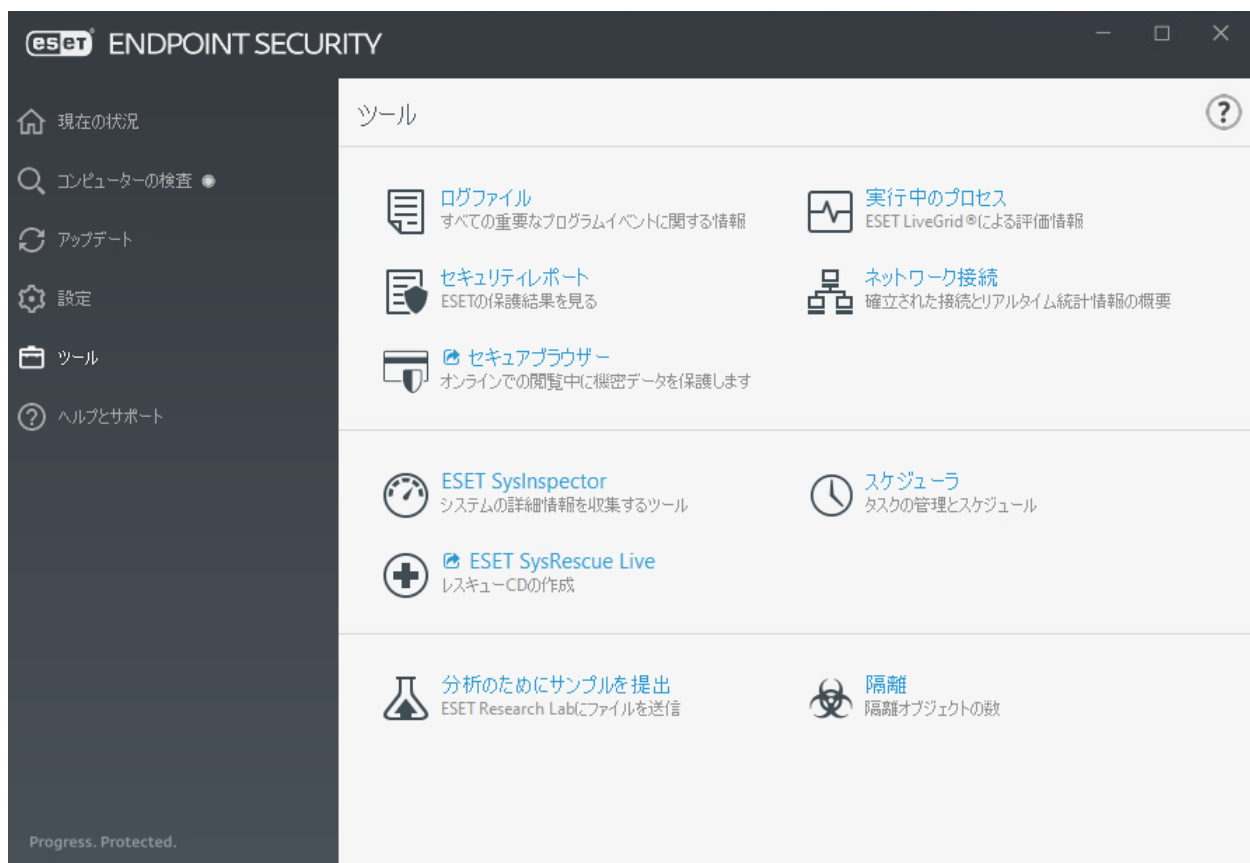 eset ENDPOINT SECURITY
現在の状況
コンピューターの検査
アップデート
設定
ツール
ヘルプとサポート
Progress. Protected.
ツール
ログファイル
すべての重要なプログラムイベントに関する情報
実行中のプロセス
ESET LiveGrid®による評価情報
セキュリティレポート
ESETの保護結果を見る
ネットワーク接続
確立された接続とリアルタイム統計情報の概要
セキュアブラウザー
オンラインでの閲覧中に機密データを保護します
ESET SysInspector
システムの詳細情報を収集するツール
スケジューラ
タスクの管理とスケジュール
ESET SysRescue Live
レスキューCDの作成
分析のためにサンプルを提出
ESET Research Labにファイルを送信
隔離
隔離オブジェクトの数